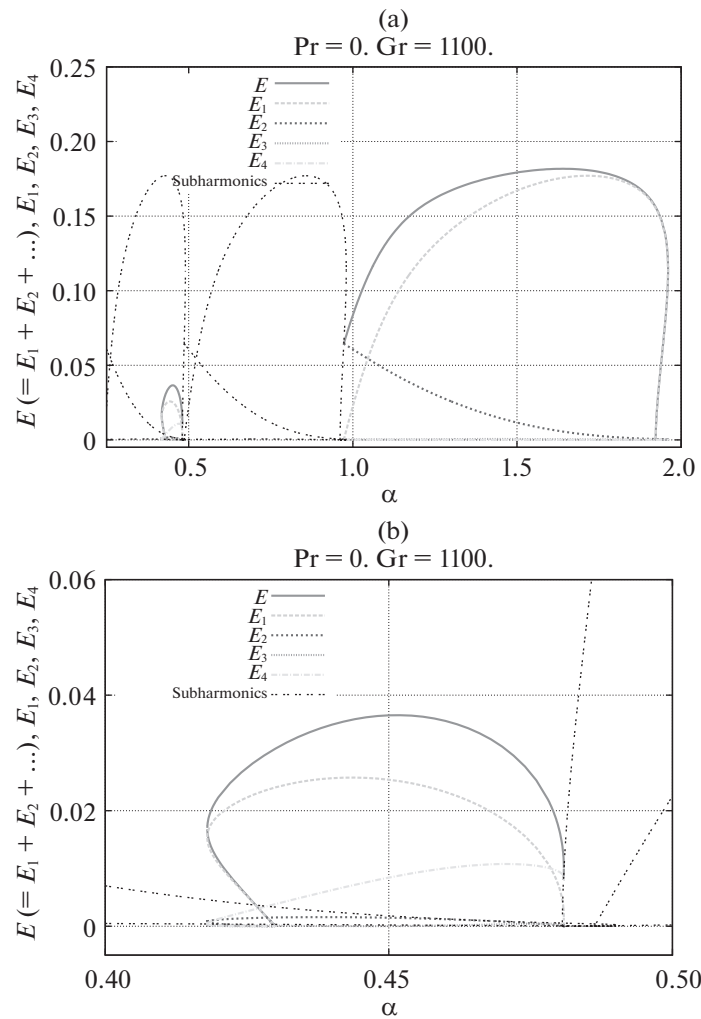 (a)
Pr = 0. Gr = 1100.
E (= E₁ + E₂ + ...), E₁, E₂, E₃, E₄
0.25
0.20
0.15
0.10
0.05
0
E
E₁
E₂
E₃
E₄
Subharmonics
0.5
1.0
1.5
2.0
α
(b)
Pr = 0. Gr = 1100.
E (= E₁ + E₂ + ...), E₁, E₂, E₃, E₄
0.06
0.04
0.02
0
E
E₁
E₂
E₃
E₄
Subharmonics
0.40
0.45
0.50
α